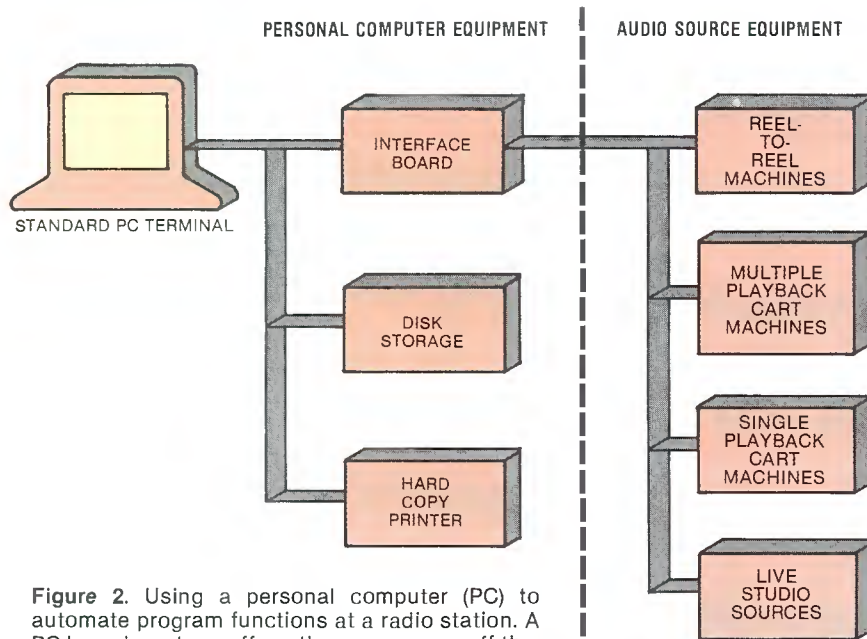 PERSONAL COMPUTER EQUIPMENT
AUDIO SOURCE EQUIPMENT
STANDARD PC TERMINAL
INTERFACE
BOARD
DISK
STORAGE
HARD
COPY
PRINTER
REEL-
TO-
REEL
MACHINES
MULTIPLE
PLAYBACK
CART
MACHINES
SINGLE
PLAYBACK
CART
MACHINES
LIVE
STUDIO
SOURCES
Figure 2. Using a personal computer (PC) to
automate program functions at a radio station. A